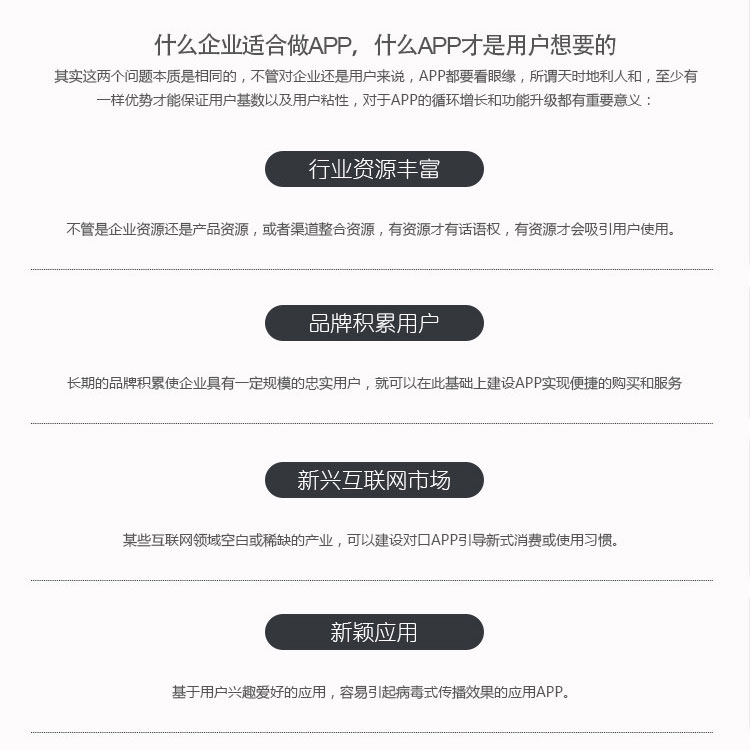 什么企业适合做APP，什么APP才是用户想要的
其实这两个问题本质是相同的，不管对企业还是用户来说，APP都要看眼缘，所谓天时地利人和，至少有
一样优势才能保证用户基数以及用户粘性，对于APP的循环增长和功能升级都有重要意义：
行业资源丰富
不管是企业资源还是产品资源，或者渠道整合资源，有资源才有话语权，有资源才会吸引用户使用。
品牌积累用户
长期的品牌积累使企业具有一定规模的忠实用户，就可以在此基础上建设APP实现便捷的购买和服务
新兴互联网市场
某些互联网领域空白或稀缺的产业，可以建设对口APP引导新式消费或使用习惯。
新颖应用
基于用户兴趣爱好的应用，容易引起病毒式传播效果的应用APP。